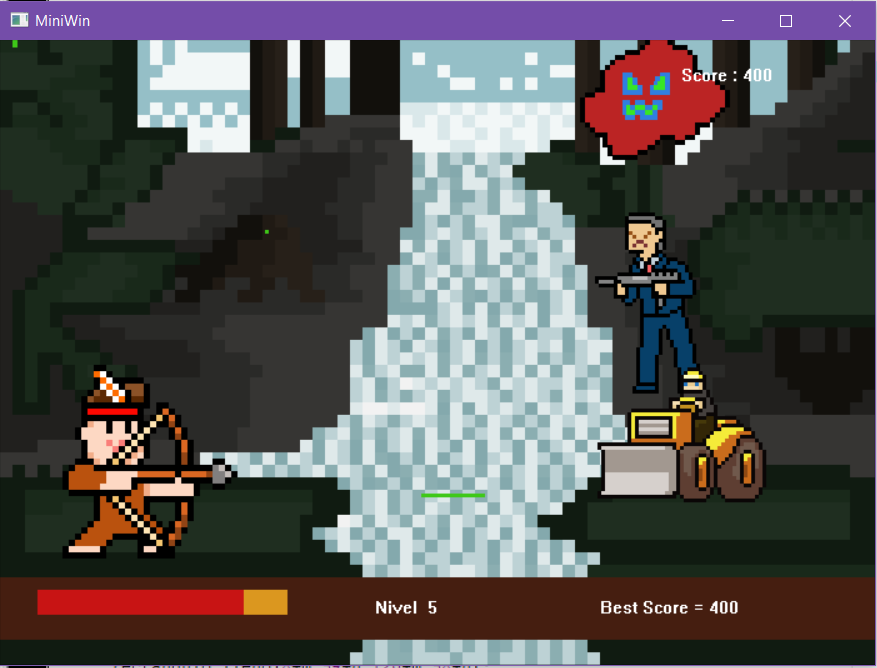 MiniWin
Score : 400
Nivel 5
Best Score = 400